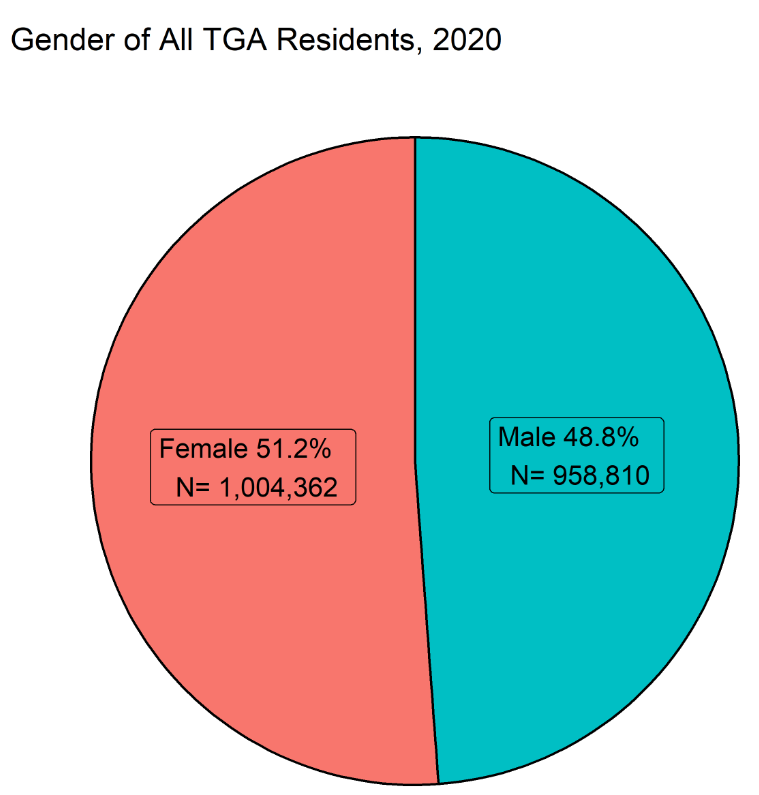 Gender of All TGA Residents, 2020
Female 51.2%
N= 1,004,362
Male 48.8%
N= 958,810